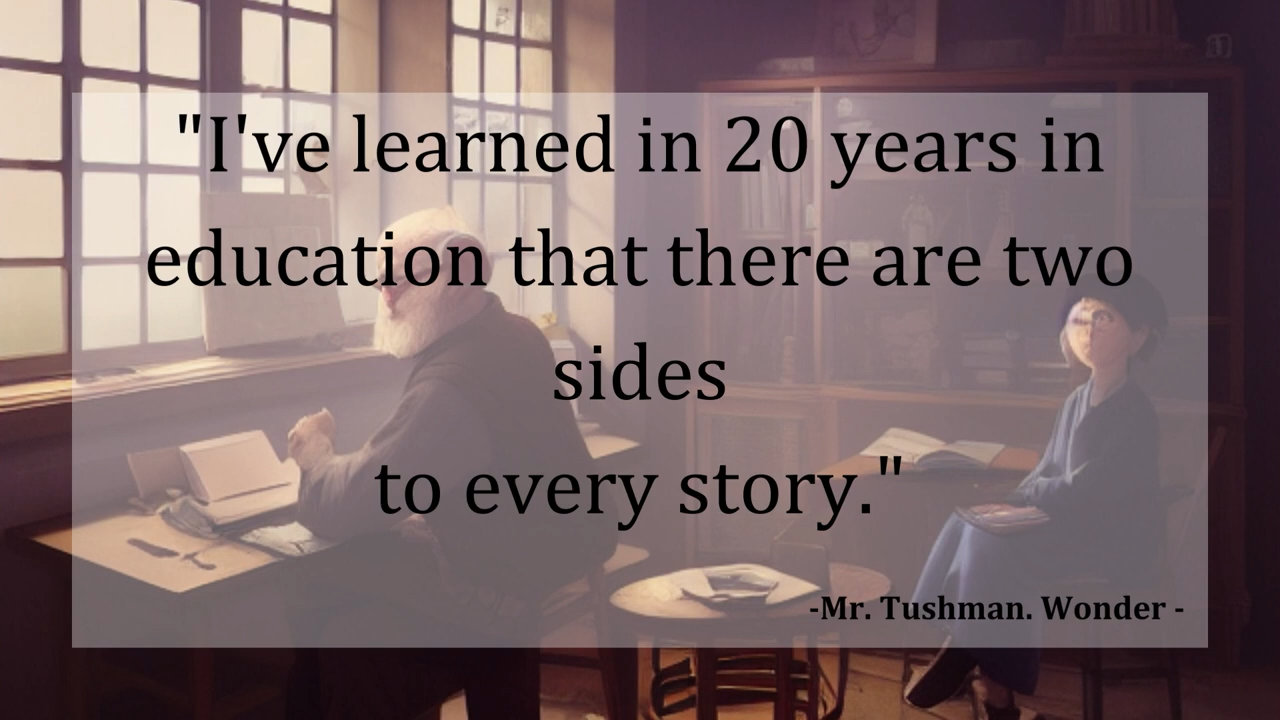 "I've learned in 20 years in
education that there are two
sides
to every story."
-Mr. Tushman. Wonder -